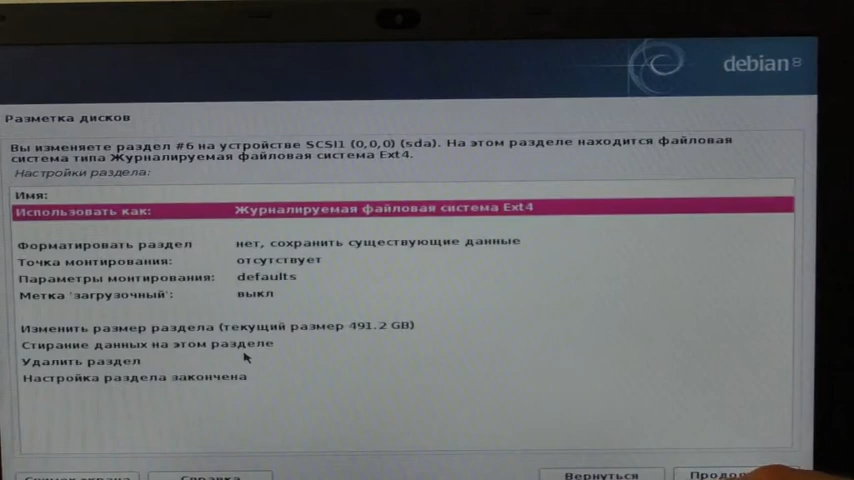 debian 8
Разметка дисков
Вы изменяете раздел #6 на устройстве SCSI1 (0,0,0) (sda). На этом разделе находится файловая
система типа Журналируемая файловая система Ext4.
Настройки раздела:
Имя:
Использовать как: Журналируемая файловая система Ext4
Форматировать раздел нет, сохранить существующие данные
Точка монтирования: отсутствует
Параметры монтирования: defaults
Метка 'загрузочный': выкл
Изменить размер раздела (текущий размер 491.2 GB)
Стирание данных на этом разделе
Удалить раздел
Настройка раздела закончена
Снимок экрана Справка Вернуться